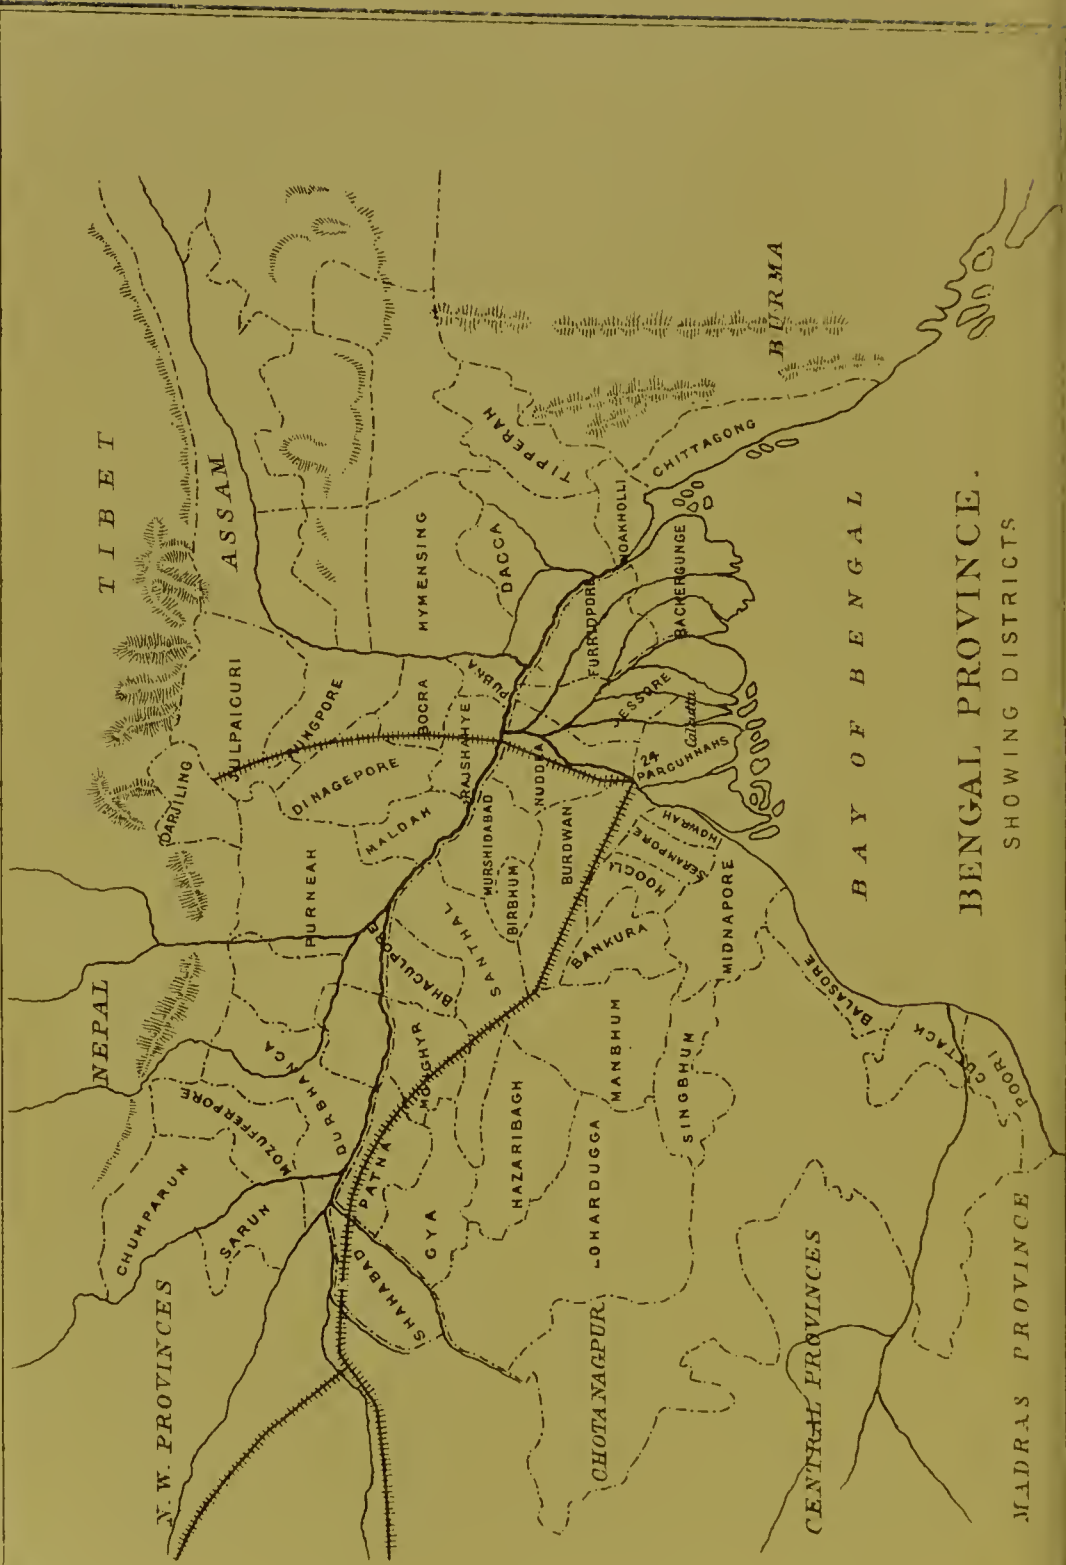 BENGAL PROVINCE.
SHOWING DISTRICTS
TIBET
NEPAL
ASSAM
BURMA
N. W. PROVINCES
CENTRAL PROVINCES
MADRAS PROVINCE
BAY OF BENGAL
CHOTANAGPUR.
DARJILING
JULPAIGURI
RUNGPORE
DINAGEPORE
BOGRA
MALDAH
RAJSHAHYE
PUBNA
PURNEAH
MYMENSING
DACCA
TIPPERAH
CHITTAGONG
NOAKHOLLI
BACHERGUNGE
FURRIDPORE
JESSORE
Calcutta
24
PARGUNNAHS
NUDDEA
MURSHIDABAD
BIRBHUM
BURDWAN
HOWRAH
SERAMPORE
HOOGLI
BANKURA
MIDNAPORE
SANTHAL
BHAGULPORE
MONGHYR
DURBHANGA
MOZUFFERPORE
CHUMPARUN
SARUN
PATNA
GYA
SHAHABAD
HAZARIBAGH
LOHARDUGGA
MANBHUM
SINGBHUM
BALASORE
CUTTACK
POORI